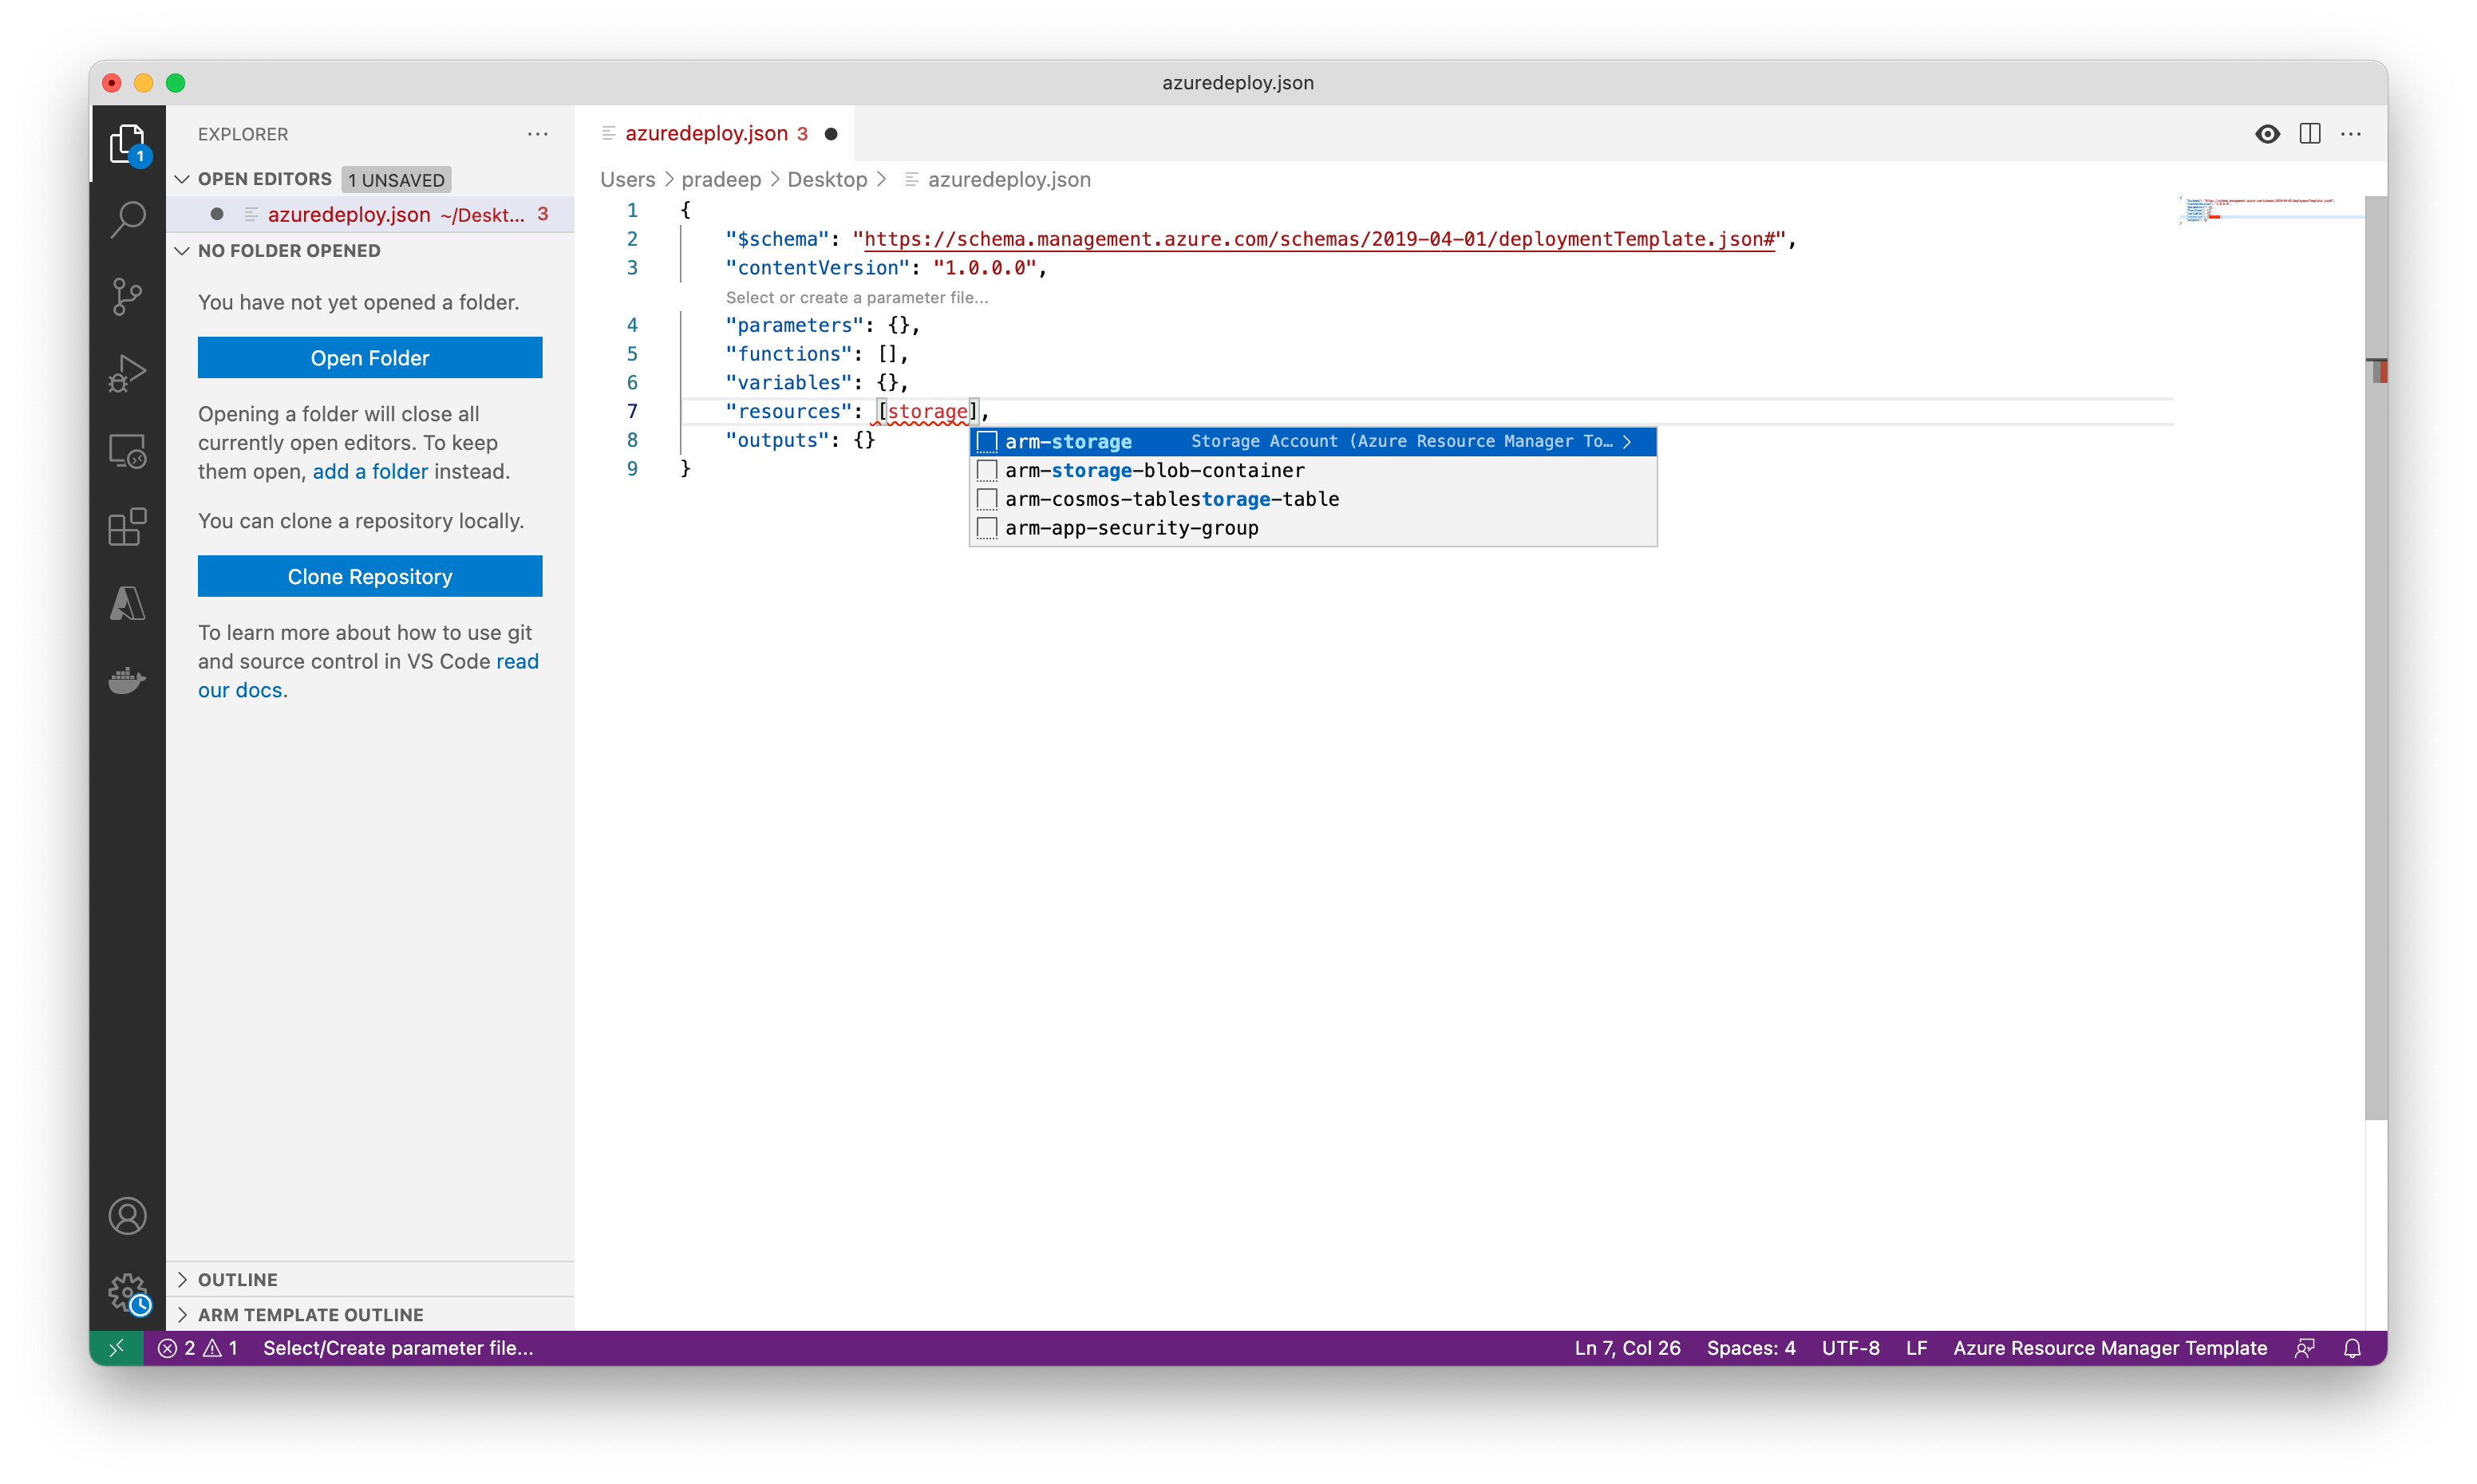 azuredeploy.json
EXPLORER
OPEN EDITORS 1 UNSAVED
azuredeploy.json ~/Deskt... 3
NO FOLDER OPENED
You have not yet opened a folder.
Open Folder
Opening a folder will close all
currently open editors. To keep
them open, add a folder instead.
You can clone a repository locally.
Clone Repository
To learn more about how to use git
and source control in VS Code read
our docs.
OUTLINE
ARM TEMPLATE OUTLINE
1
azuredeploy.json 3
Users > pradeep > Desktop > azuredeploy.json
1 {
2 "$schema": "https://schema.management.azure.com/schemas/2019-04-01/deploymentTemplate.json#",
3 "contentVersion": "1.0.0.0",
Select or create a parameter file...
4 "parameters": {},
5 "functions": [],
6 "variables": {},
7 "resources": [storage],
8 "outputs": {}
9 }
arm-storage Storage Account (Azure Resource Manager To... >
arm-storage-blob-container
arm-cosmos-tablestorage-table
arm-app-security-group
2 1 Select/Create parameter file... Ln 7, Col 26 Spaces: 4 UTF-8 LF Azure Resource Manager Template